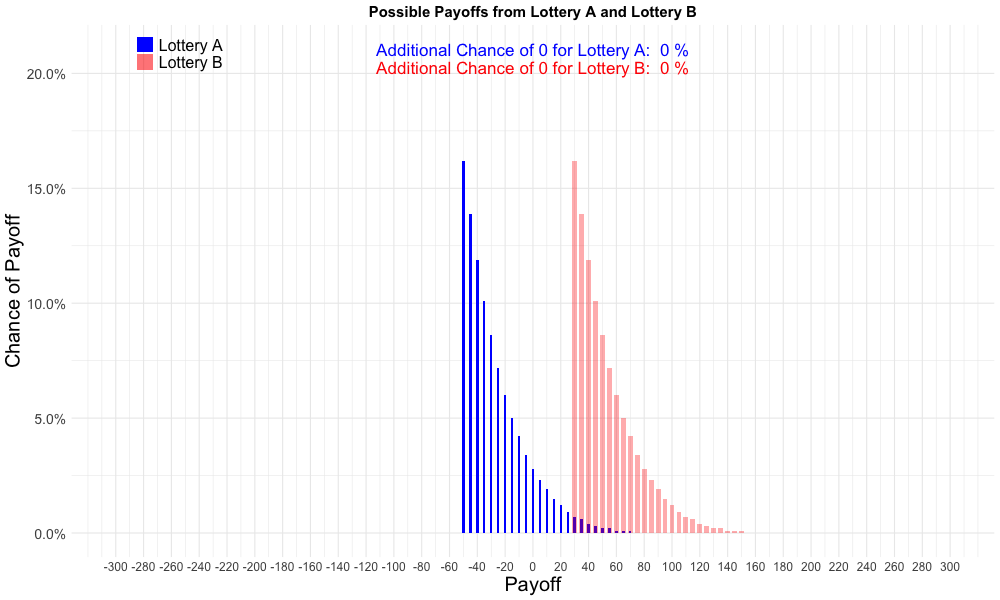 Possible Payoffs from Lottery A and Lottery B
Lottery A
Lottery B
Additional Chance of 0 for Lottery A:  0 %
Additional Chance of 0 for Lottery B:  0 %
Chance of Payoff
20.0%
15.0%
10.0%
5.0%
0.0%
-300 -280 -260 -240 -220 -200 -180 -160 -140 -120 -100 -80 -60 -40 -20 0 20 40 60 80 100 120 140 160 180 200 220 240 260 280 300
Payoff